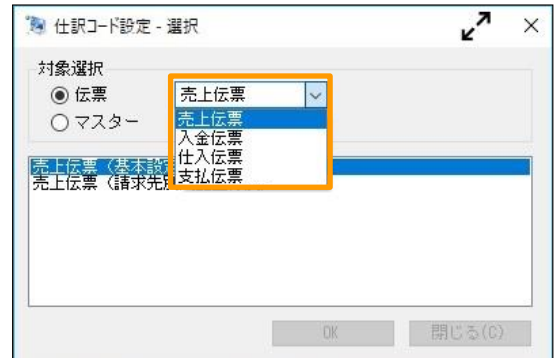 仕訳コード設定 - 選択
対象選択
伝票
売上伝票
マスター
売上伝票
入金伝票
仕入伝票
支払伝票
売上伝票（基本設定
売上伝票（請求先別
OK
閉じる(C)